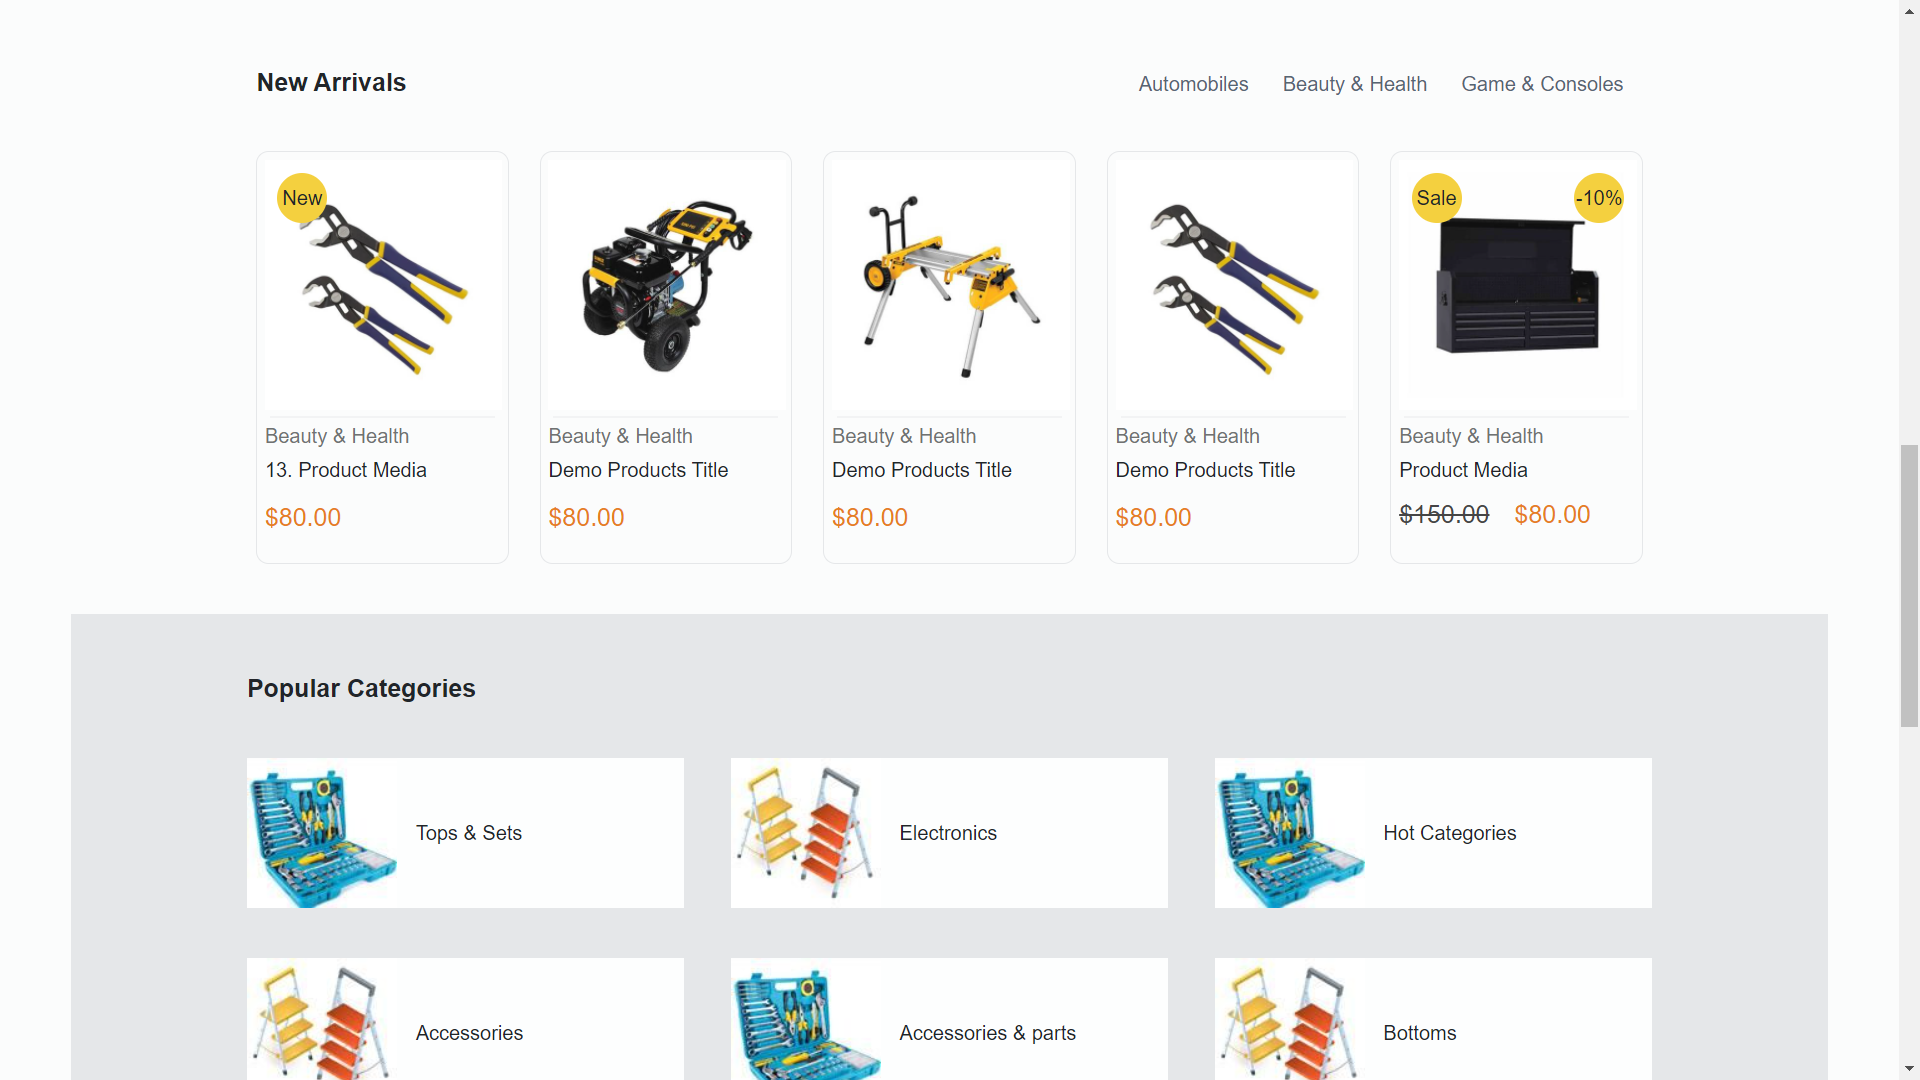 New Arrivals
Automobiles
Beauty & Health
Game & Consoles
New
Sale
-10%
Beauty & Health
13. Product Media
$80.00
Beauty & Health
Demo Products Title
$80.00
Beauty & Health
Demo Products Title
$80.00
Beauty & Health
Demo Products Title
$80.00
Beauty & Health
Product Media
$150.00 $80.00
Popular Categories
Tops & Sets
Electronics
Hot Categories
Accessories
Accessories & parts
Bottoms